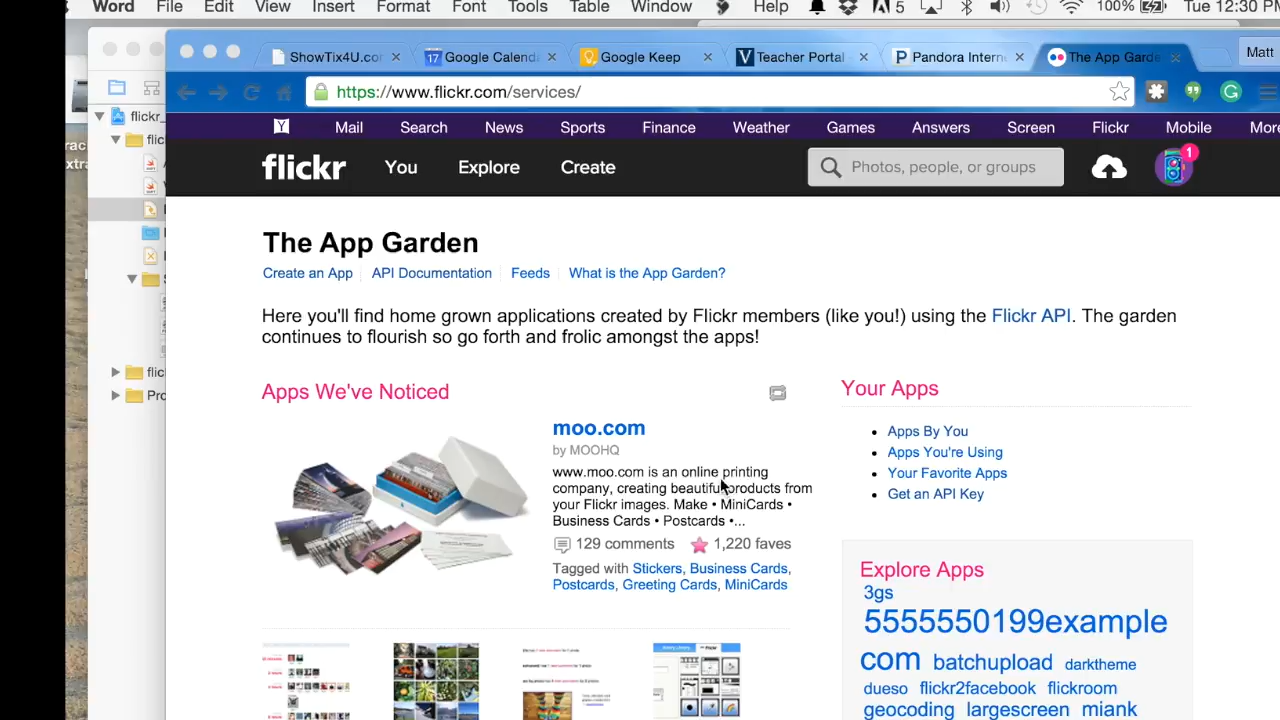 Word File Edit View Insert Format Font Tools Table Window Help 5 100% Tue 12:30 PM
ShowTix4U.co Google Calend Google Keep Teacher Portal Pandora Intern The App Garde Matt
https://www.flickr.com/services/
Mail Search News Sports Finance Weather Games Answers Screen Flickr Mobile More
flickr You Explore Create Photos, people, or groups 1
flickr_
The App Garden
Create an App API Documentation Feeds What is the App Garden?
Here you'll find home grown applications created by Flickr members (like you!) using the Flickr API. The garden
continues to flourish so go forth and frolic amongst the apps!
Apps We've Noticed
moo.com
by MOOHQ
www.moo.com is an online printing
company, creating beautiful products from
your Flickr images. Make • MiniCards •
Business Cards • Postcards •...
129 comments 1,220 faves
Tagged with Stickers, Business Cards,
Postcards, Greeting Cards, MiniCards
Your Apps
Apps By You
Apps You're Using
Your Favorite Apps
Get an API Key
Explore Apps
3gs
5555550199example
com batchupload darktheme
dueso flickr2facebook flickroom
geocoding largescreen miank